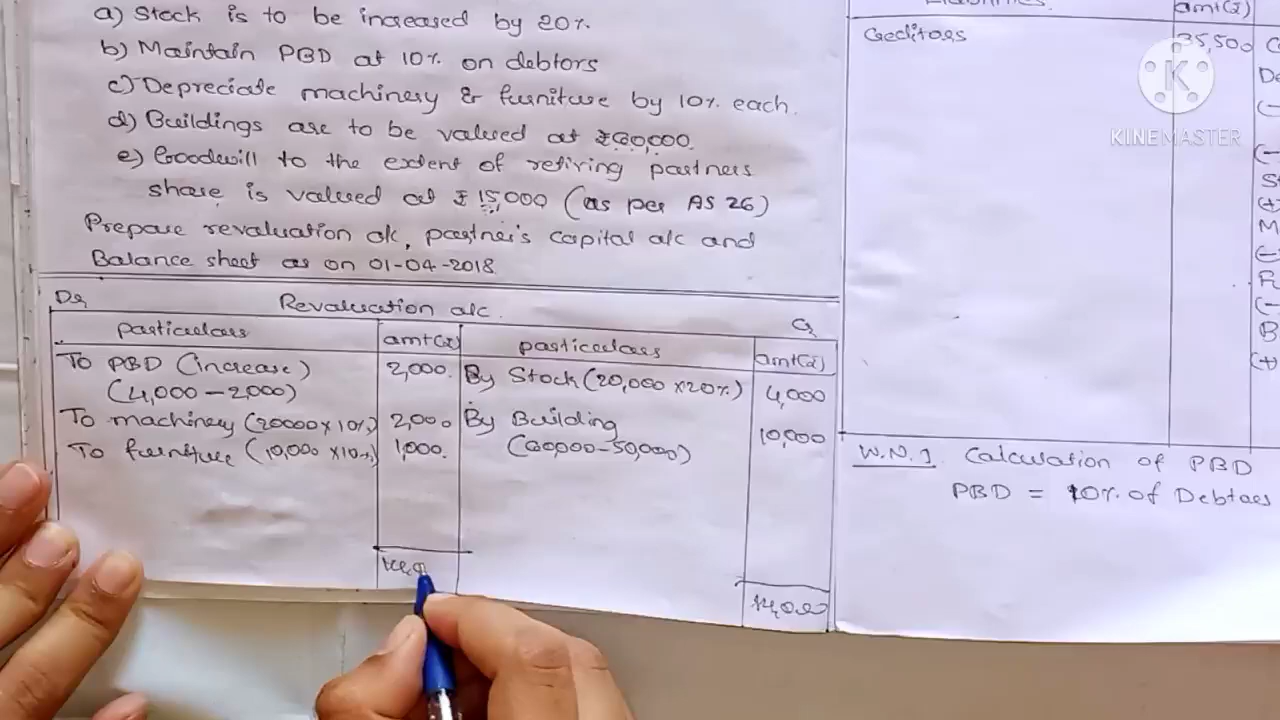 a) Stock is to be increased by 20%
b) Maintain PBD at 10% on debtors
c) Depreciate machinery & furniture by 10% each.
d) Buildings are to be valued at ₹60,000.
e) Goodwill to the extent of retiring partners
share is valued at ₹15,000 (as per AS 26)
Prepare revaluation a/c, partner's capital a/c and
Balance sheet as on 01-04-2018
Dr Revaluation a/c. Cr
particulars amt(₹) particulars amt(₹)
To PBD (increase) 2,000. By Stock (20,000 x 20%) 4,000
(4,000 - 2,000)
To machinery (20000 x 10%) 2,000 By Building 10,000
To furniture (10,000 x 10%) 1,000. (60,000-50,000)
14,000
amt(₹)
Creditors 35,500
KINEMASTER
W.N.1 Calculation of PBD
PBD = 10% of Debtors